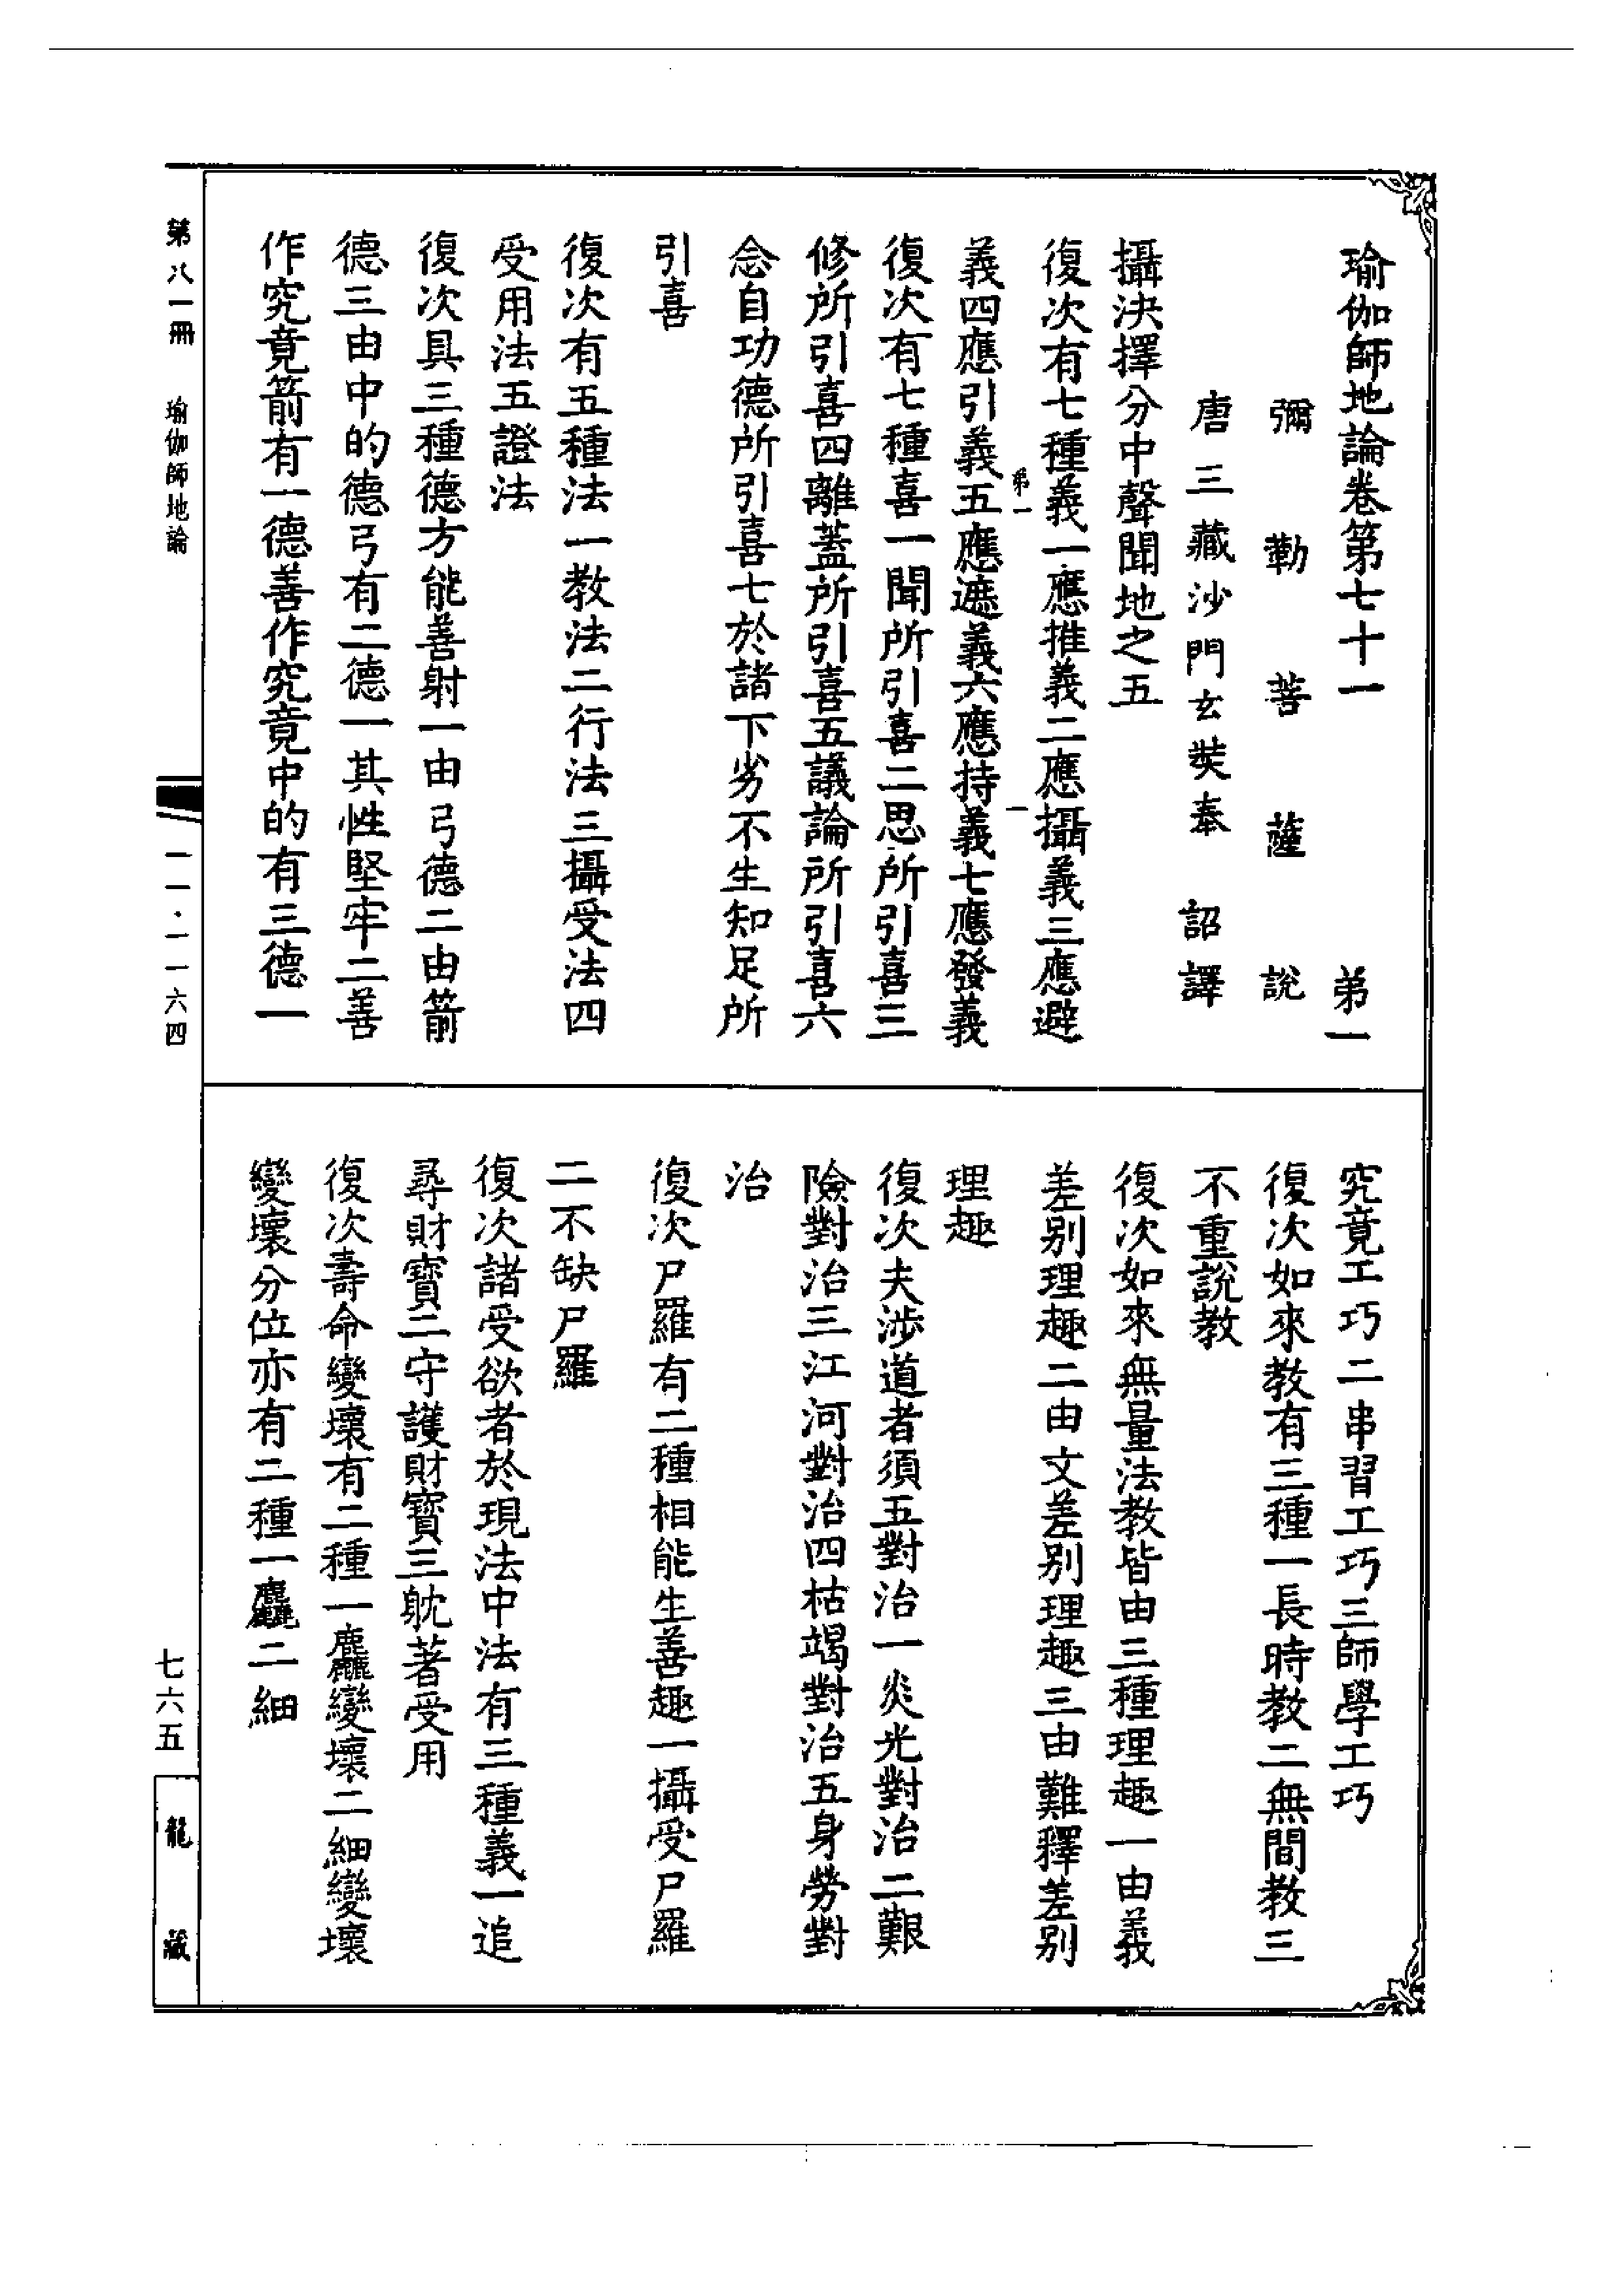 瑜伽師地論卷第七十一　弟一
彌勒菩薩說
唐三藏沙門玄奘奉　詔譯
攝決擇分中聲聞地之五
復次有七種義一應推義二應攝義三應避
弟一　一
義四應引義五應遮義六應持義七應發義
復次有七種喜一聞所引喜二思所引喜三
修所引喜四離蓋所引喜五議論所引喜六
念自功德所引喜七於諸下劣不生知足所
引喜
復次有五種法一教法二行法三攝受法四
受用法五證法
復次具三種德方能善射一由弓德二由箭
德三由中的德弓有二德一其性堅牢二善
作究竟箭有一德善作究竟中的有三德一
究竟工巧二串習工巧三師學工巧
復次如來教有三種一長時教二無間教三
不重說教
復次如來無量法教皆由三種理趣一由義
差別理趣二由文差別理趣三由難釋差別
理趣
復次夫涉道者須五對治一炎光對治二艱
險對治三江河對治四枯竭對治五身勞對
治
復次尸羅有二種相能生善趣一攝受尸羅
二不缺尸羅
復次諸受欲者於現法中法有三種義一追
尋財寶二守護財寶三躭著受用
復次壽命變壞有二種一麤變壞二細變壞
變壞分位亦有二種一麤二細
第八一冊　瑜伽師地論　一一・一一六四　七六五　龍藏